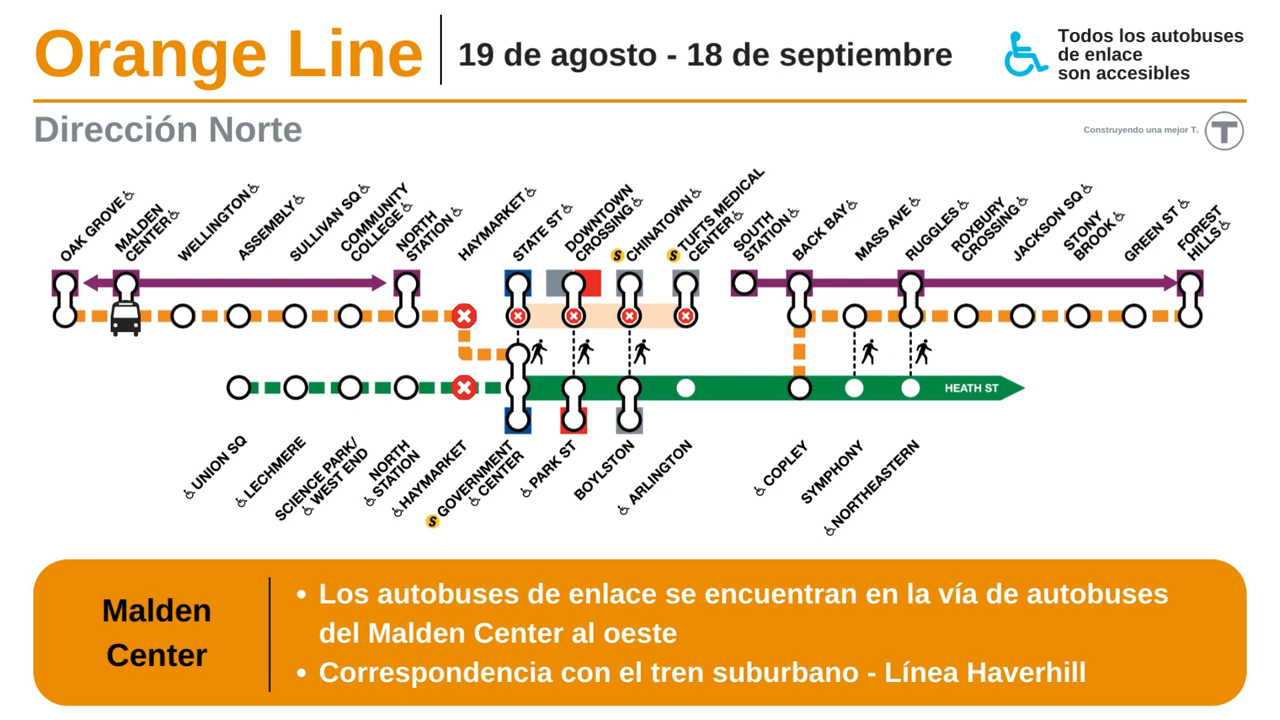 Orange Line
19 de agosto - 18 de septiembre
Todos los autobuses
de enlace
son accesibles
Dirección Norte
Construyendo una mejor T.
T
OAK GROVE
MALDEN
CENTER
WELLINGTON
ASSEMBLY
SULLIVAN SQ
COMMUNITY
COLLEGE
NORTH
STATION
HAYMARKET
STATE ST
DOWNTOWN
CROSSING
S CHINATOWN
S TUFTS MEDICAL
CENTER
SOUTH
STATION
BACK BAY
MASS AVE
RUGGLES
ROXBURY
CROSSING
JACKSON SQ
STONY
BROOK
GREEN ST
FOREST
HILLS
HEATH ST
UNION SQ
LECHMERE
SCIENCE PARK/
WEST END
NORTH
STATION
HAYMARKET
S GOVERNMENT
CENTER
PARK ST
BOYLSTON
ARLINGTON
COPLEY
SYMPHONY
NORTHEASTERN
Malden
Center
• Los autobuses de enlace se encuentran en la vía de autobuses
del Malden Center al oeste
• Correspondencia con el tren suburbano - Línea Haverhill